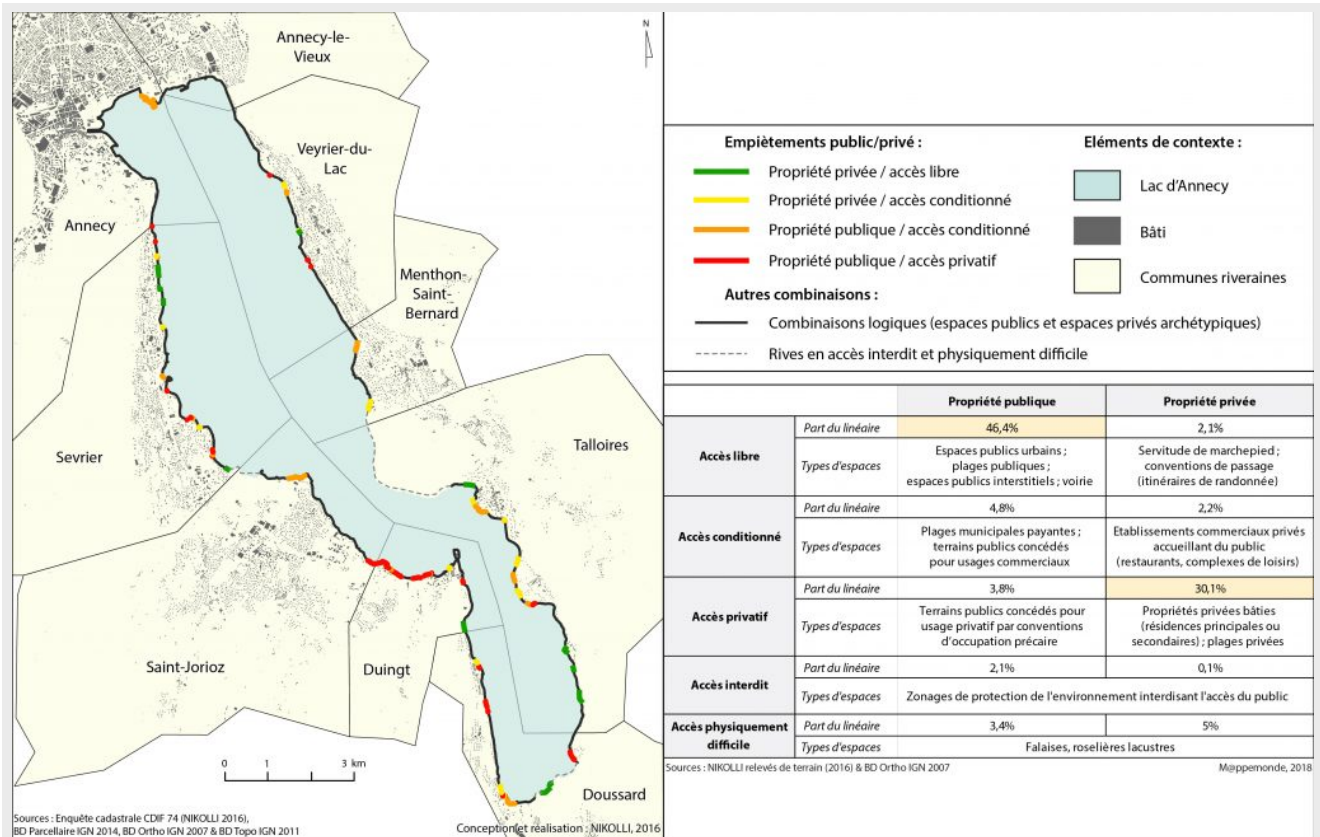 Annecy-le-
Vieux
N
Veyrier-du-
Lac
Annecy
Menthon-
Saint-
Bernard
Sevrier
Talloires
Saint-Jorioz
Duingt
Doussard
0 1 3 km
Sources : Enquête cadastrale CDIF 74 (NIKOLLI 2016),
BD Parcellaire IGN 2014, BD Ortho IGN 2007 & BD Topo IGN 2011
Conception et réalisation : NIKOLLI, 2016
Empiètements public/privé :
Propriété privée / accès libre
Propriété privée / accès conditionné
Propriété publique / accès conditionné
Propriété publique / accès privatif
Autres combinaisons :
Combinaisons logiques (espaces publics et espaces privés archétypiques)
Rives en accès interdit et physiquement difficile
Eléments de contexte :
Lac d'Annecy
Bâti
Communes riveraines
Propriété publique Propriété privée
Accès libre
Part du linéaire 46,4% 2,1%
Types d'espaces
Espaces publics urbains ;
plages publiques ;
espaces publics interstitiels ; voirie
Servitude de marchepied ;
conventions de passage
(itinéraires de randonnée)
Accès conditionné
Part du linéaire 4,8% 2,2%
Types d'espaces
Plages municipales payantes ;
terrains publics concédés
pour usages commerciaux
Etablissements commerciaux privés
accueillant du public
(restaurants, complexes de loisirs)
Accès privatif
Part du linéaire 3,8% 30,1%
Types d'espaces
Terrains publics concédés pour
usage privatif par conventions
d'occupation précaire
Propriétés privées bâties
(résidences principales ou
secondaires) ; plages privées
Accès interdit
Part du linéaire 2,1% 0,1%
Types d'espaces Zonages de protection de l'environnement interdisant l'accès du public
Accès physiquement
difficile
Part du linéaire 3,4% 5%
Types d'espaces Falaises, roselières lacustres
Sources : NIKOLLI relevés de terrain (2016) & BD Ortho IGN 2007
M@ppemonde, 2018